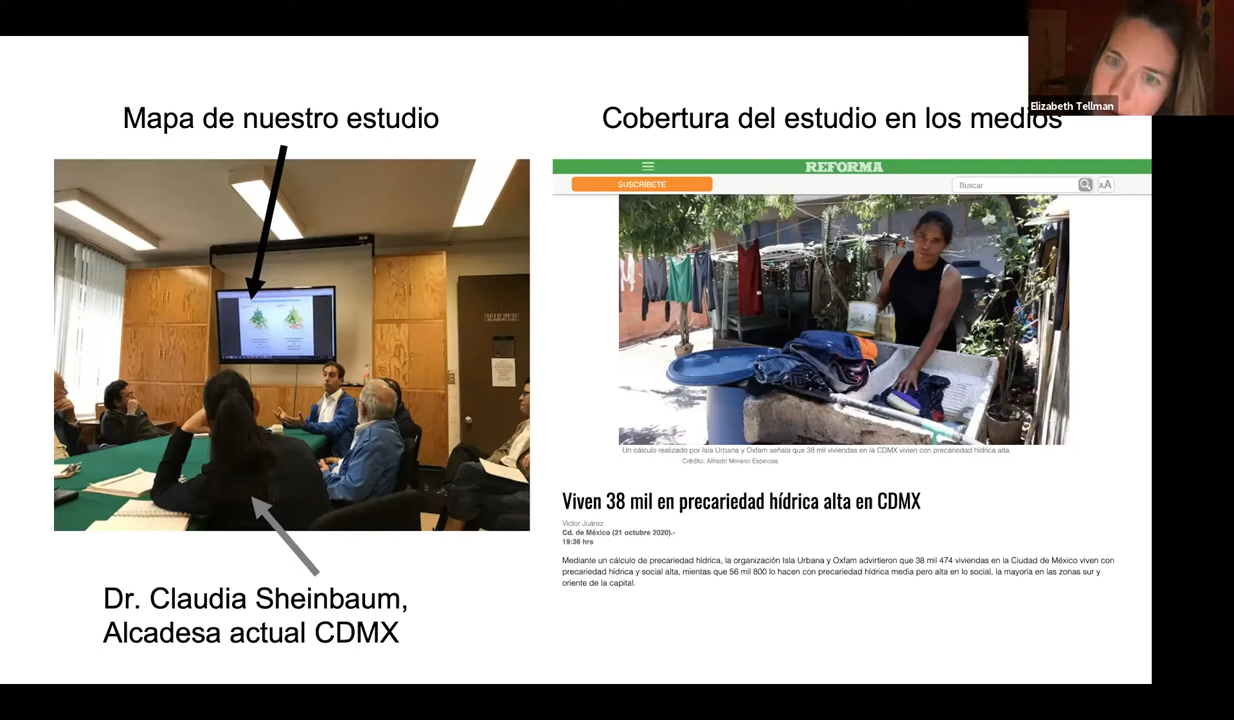 Elizabeth Tellman
Mapa de nuestro estudio
Cobertura del estudio en los medios
REFORMA
SUSCRÍBETE
Buscar
AA
Un cálculo realizado por Isla Urbana y Oxfam señala que 38 mil viviendas en la CDMX vivien con precariedad hídrica alta.
Crédito: Alfredo Moreno Espinosa
Viven 38 mil en precariedad hídrica alta en CDMX
Víctor Juárez
Cd. de México (21 octubre 2020).-
19:36 hrs
Mediante un cálculo de precariedad hídrica, la organización Isla Urbana y Oxfam advirtieron que 38 mil 474 viviendas en la Ciudad de México viven con
precariedad hídrica y social alta, mientras que 56 mil 800 lo hacen con precariedad hídrica media pero alta en lo social, la mayoría en las zonas sur y
oriente de la capital.
Dr. Claudia Sheinbaum,
Alcadesa actual CDMX